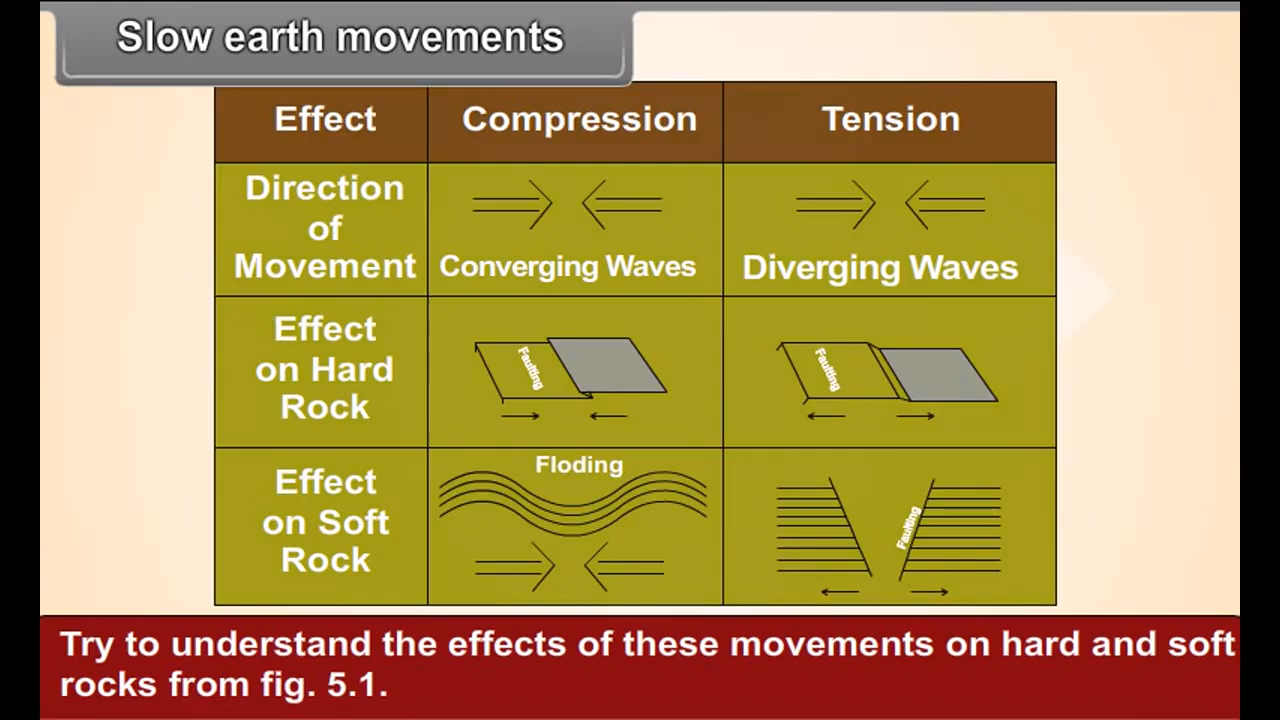 Slow earth movements
Effect
Compression
Tension
Direction
of
Movement
Converging Waves
Diverging Waves
Effect
on Hard
Rock
Faulting
Faulting
Effect
on Soft
Rock
Floding
Faulting
Try to understand the effects of these movements on hard and soft
rocks from fig. 5.1.